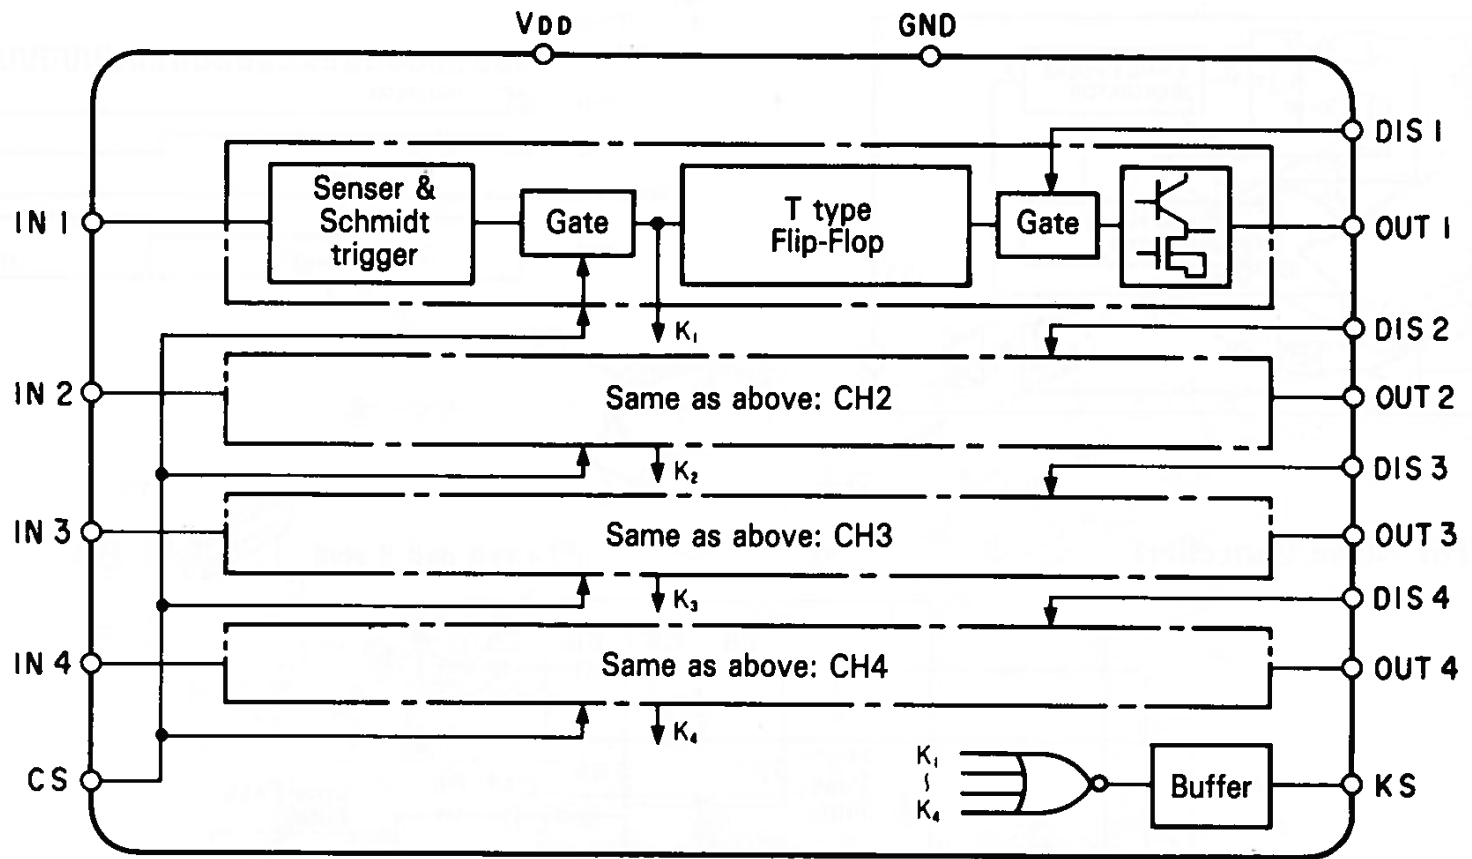 VDD
GND
DIS 1
Senser &
Schmidt
trigger
Gate
T type
Flip-Flop
Gate
IN 1
OUT 1
K1
DIS 2
IN 2
Same as above: CH2
OUT 2
K2
DIS 3
IN 3
Same as above: CH3
OUT 3
K3
DIS 4
IN 4
Same as above: CH4
OUT 4
K4
CS
K1
~
K4
Buffer
KS